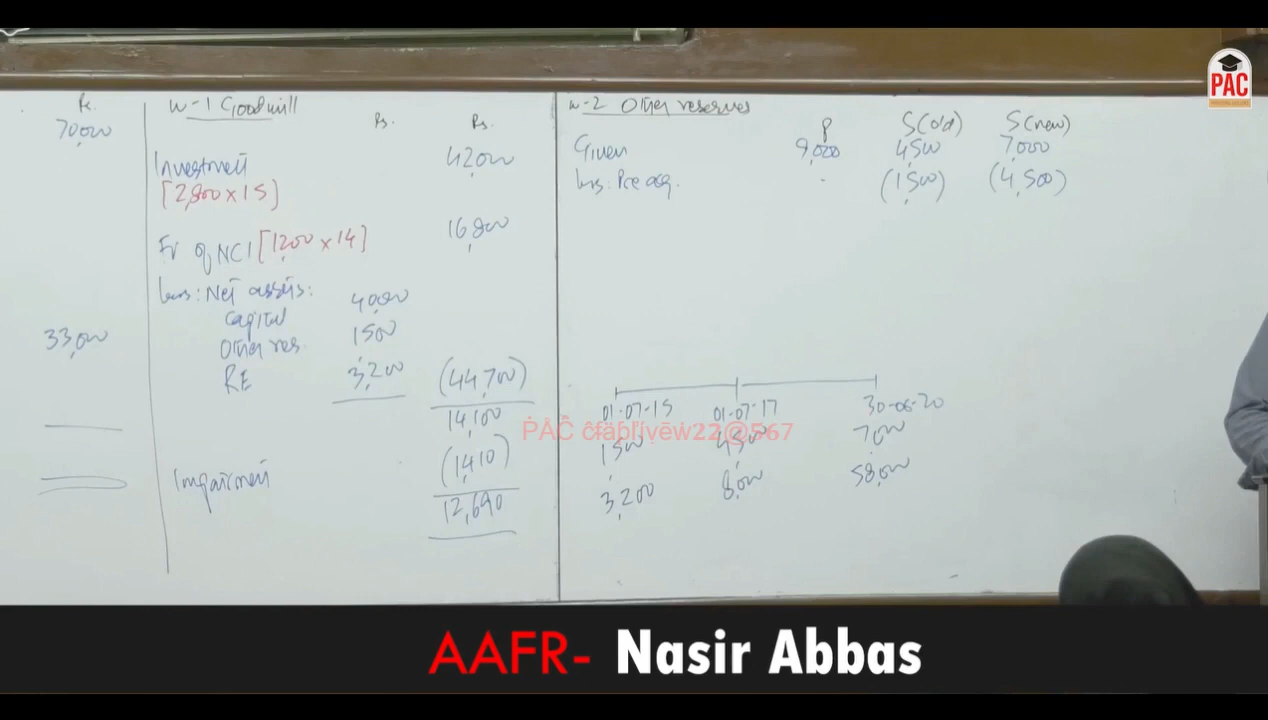 PAC
Rs.
70,000
33,000
W-1 Goodwill
Rs. Rs.
Investment 42,000
[2,800 x 15]
FV of NCI [1,200 x 14] 16,800
Less: Net assets:
Capital 40,000
Other res. 1,500
RE 3,200 (44,700)
14,100
Impairment (1,410)
12,690
W-2 Other reserves
P S(old) S(new)
Given 9,000 4,500 7,000
Less: Pre acq. - (1,500) (4,500)
01-07-15 01-07-17 30-06-20
1,500 4,500 7,000
3,200 8,000 58,000
AAFR- Nasir Abbas